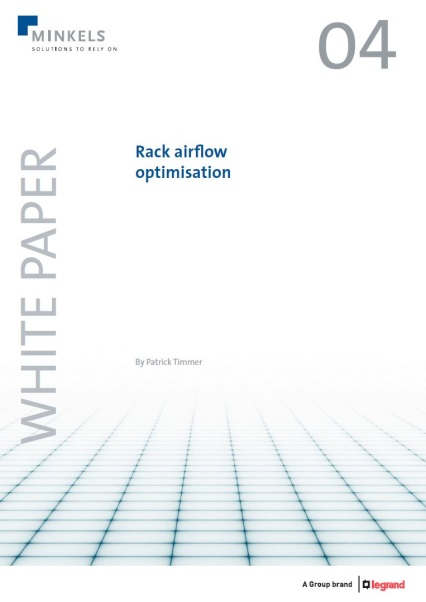 MINKELS
SOLUTIONS TO RELY ON
04
WHITE PAPER
Rack airflow
optimisation
By Patrick Timmer
A Group brand
legrand